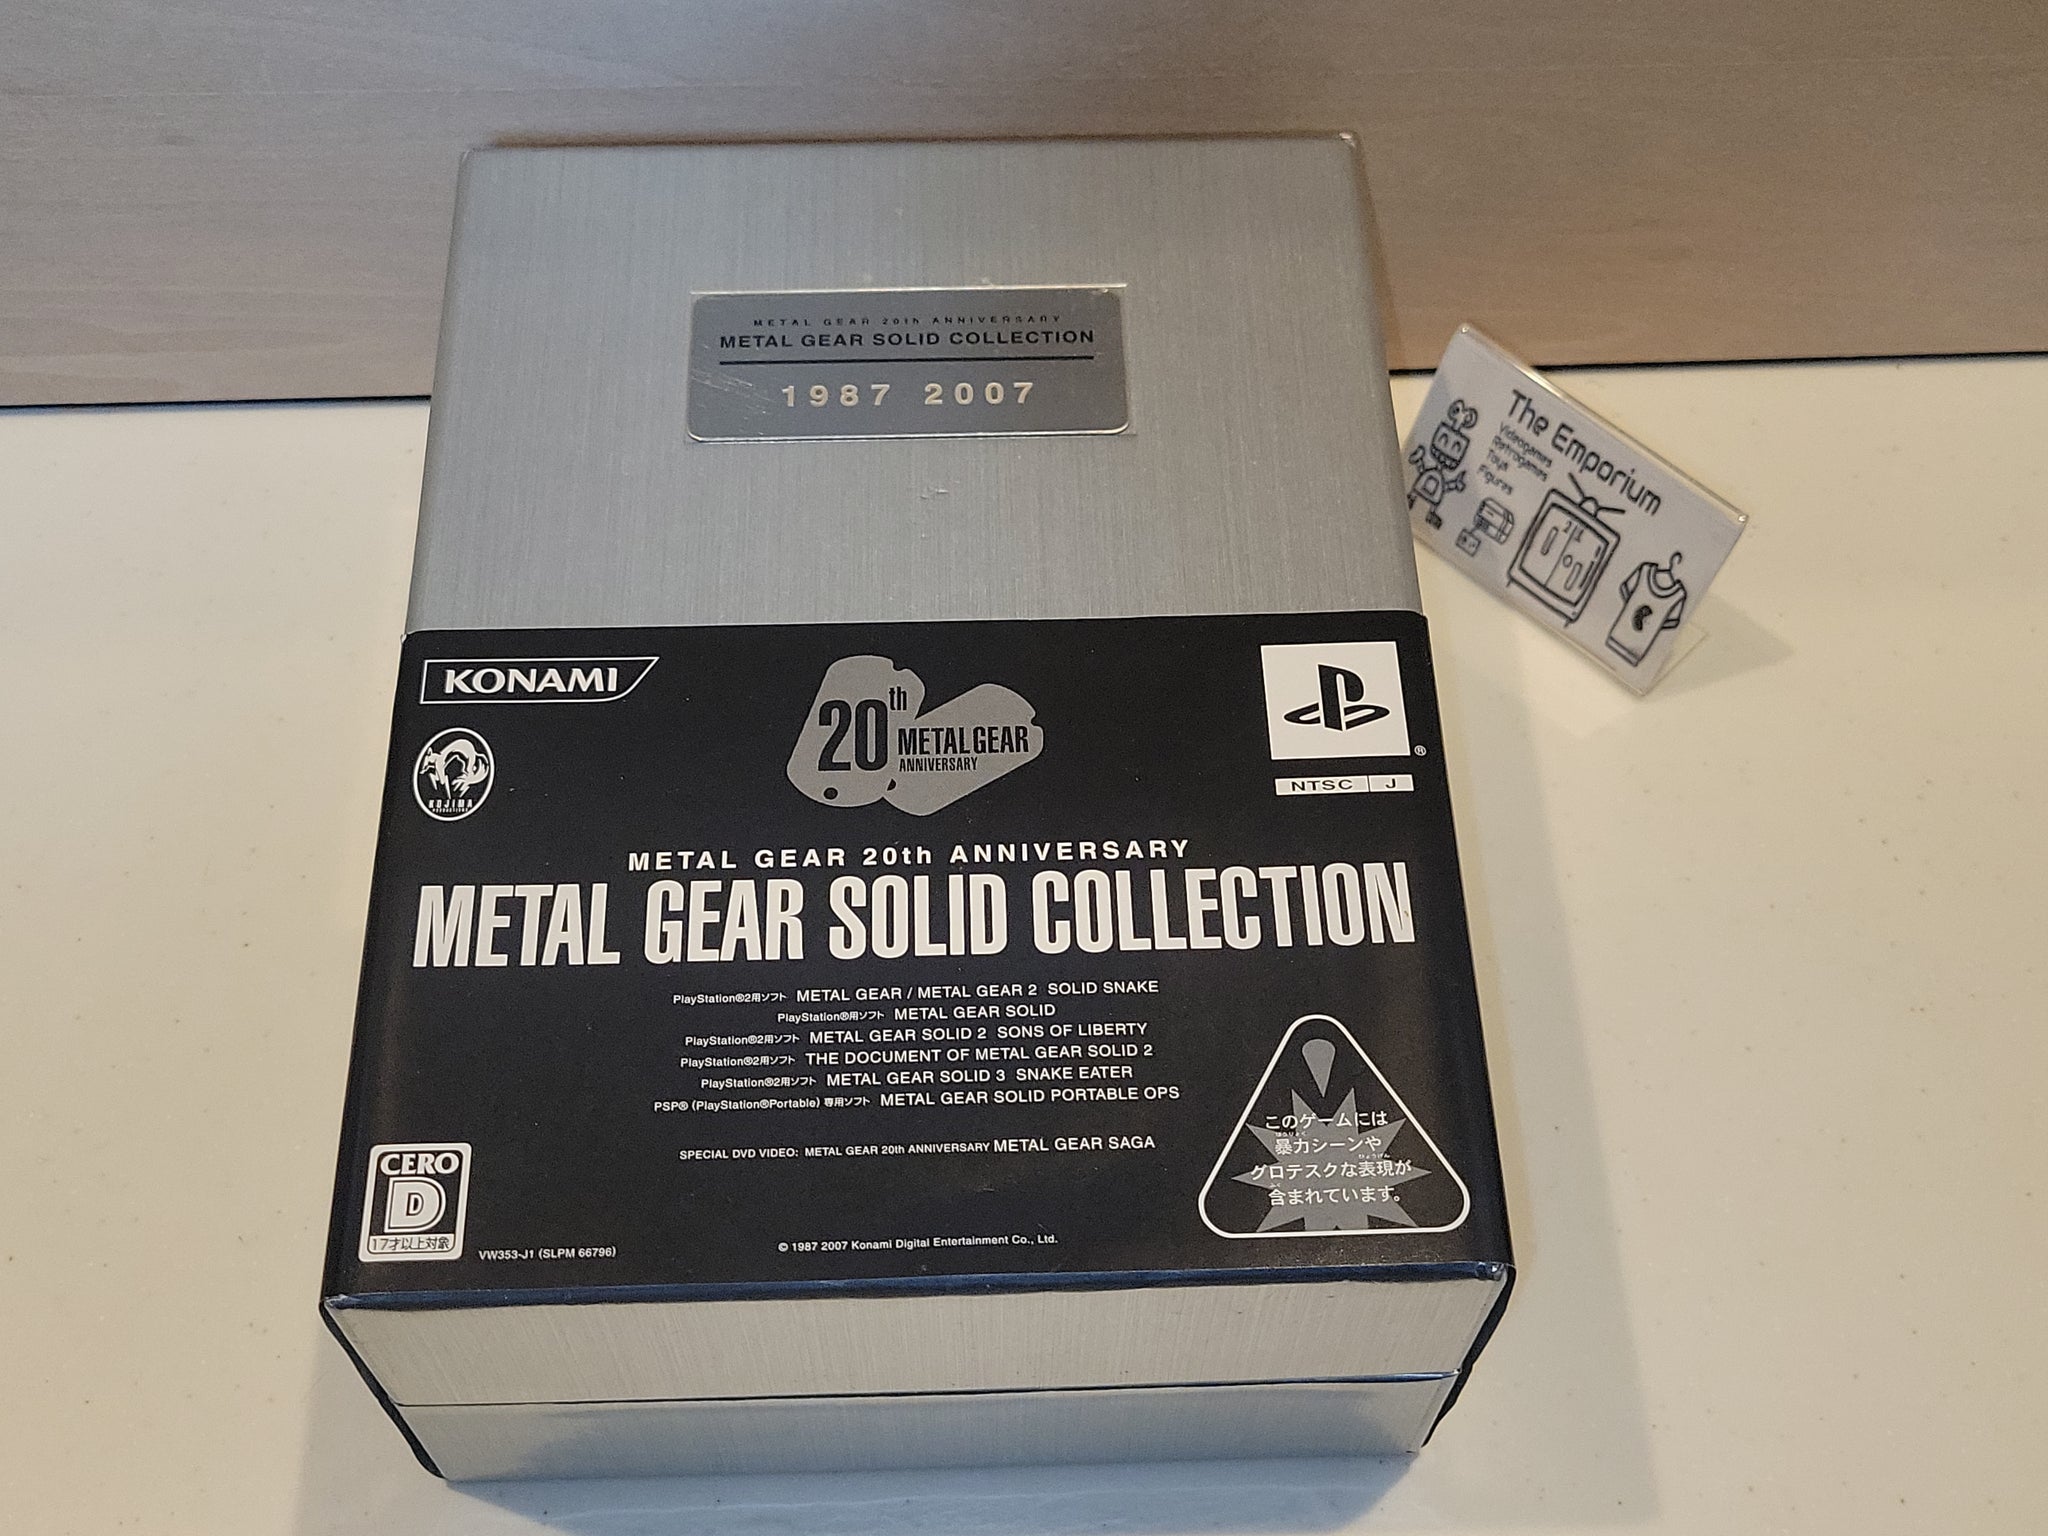 METAL GEAR 20th ANNIVERSARY
METAL GEAR SOLID COLLECTION
1987 2007
The Emporium
Videogames
Retrogames
Toys
Figures
KONAMI
20th
METAL GEAR
ANNIVERSARY
®
NTSC J
KOJIMA
PRODUCTIONS
METAL GEAR 20th ANNIVERSARY
METAL GEAR SOLID COLLECTION
PlayStation®2用ソフト METAL GEAR / METAL GEAR 2 SOLID SNAKE
PlayStation®用ソフト METAL GEAR SOLID
PlayStation®2用ソフト METAL GEAR SOLID 2 SONS OF LIBERTY
PlayStation®2用ソフト THE DOCUMENT OF METAL GEAR SOLID 2
PlayStation®2用ソフト METAL GEAR SOLID 3 SNAKE EATER
PSP® (PlayStation®Portable) 専用ソフト METAL GEAR SOLID PORTABLE OPS
SPECIAL DVD VIDEO: METAL GEAR 20th ANNIVERSARY METAL GEAR SAGA
このゲームには
暴力シーンや
グロテスクな表現が
含まれています。
CERO
D
17才以上対象
VW353-J1 (SLPM 66796)
© 1987 2007 Konami Digital Entertainment Co., Ltd.